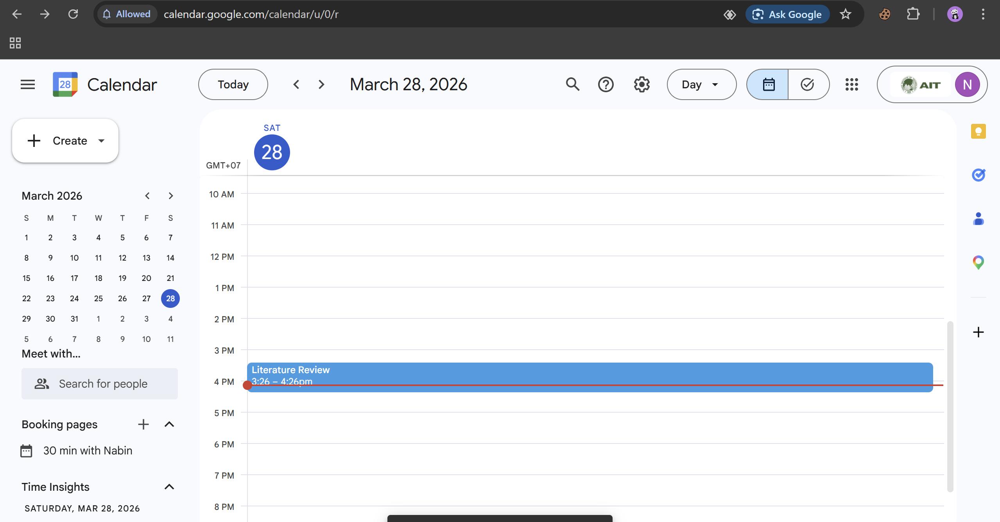 Allowed calendar.google.com/calendar/u/0/r Ask Google
28 Calendar Today March 28, 2026 Day AIT N
Create
March 2026
S M T W T F S
1 2 3 4 5 6 7
8 9 10 11 12 13 14
15 16 17 18 19 20 21
22 23 24 25 26 27 28
29 30 31 1 2 3 4
5 6 7 8 9 10 11
Meet with...
Search for people
Booking pages
30 min with Nabin
Time Insights
SATURDAY, MAR 28, 2026
SAT
28
GMT+07
10 AM
11 AM
12 PM
1 PM
2 PM
3 PM
Literature Review
3:26 – 4:26pm
4 PM
5 PM
6 PM
7 PM
8 PM